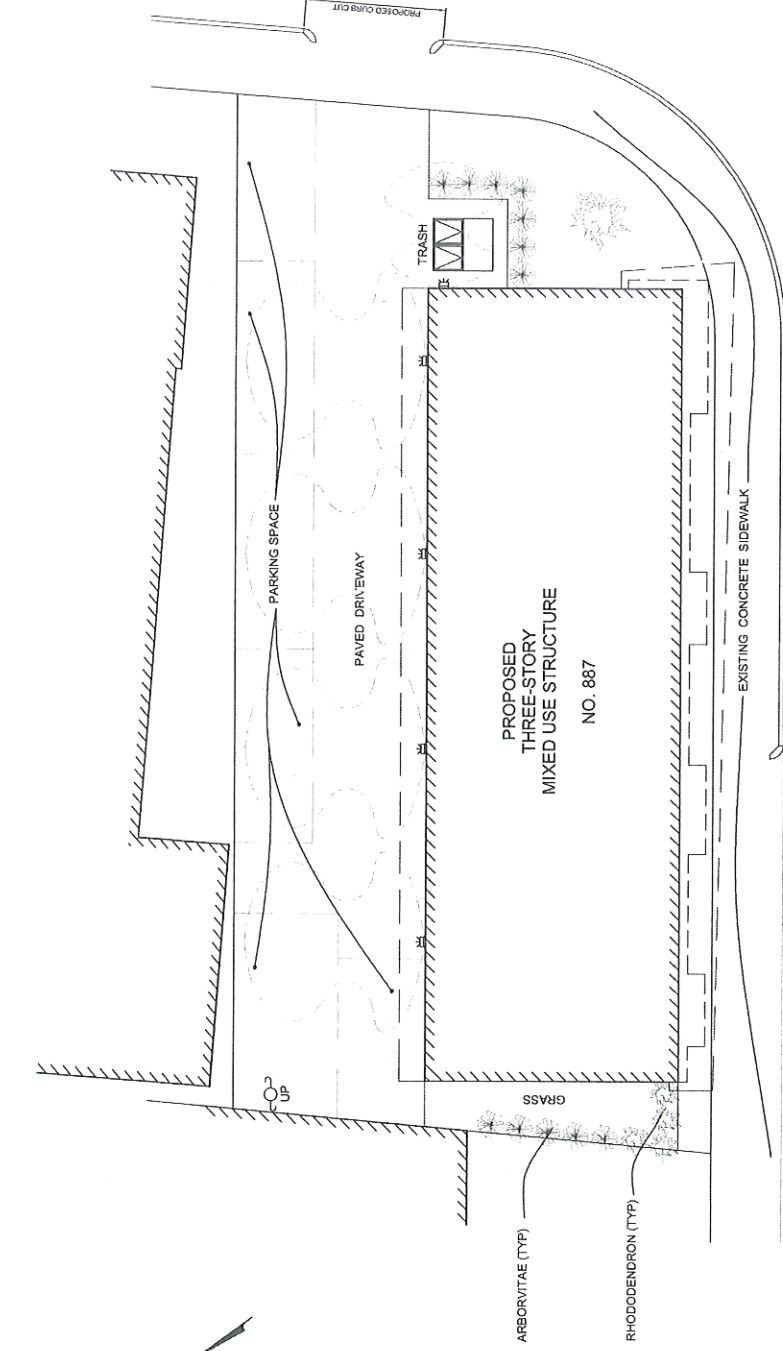 PROPOSED CURB CUT
TRASH
PARKING SPACE
PAVED DRIVEWAY
PROPOSED
THREE-STORY
MIXED USE STRUCTURE
NO. 887
EXISTING CONCRETE SIDEWALK
UP
GRASS
ARBORVITAE (TYP)
RHODODENDRON (TYP)